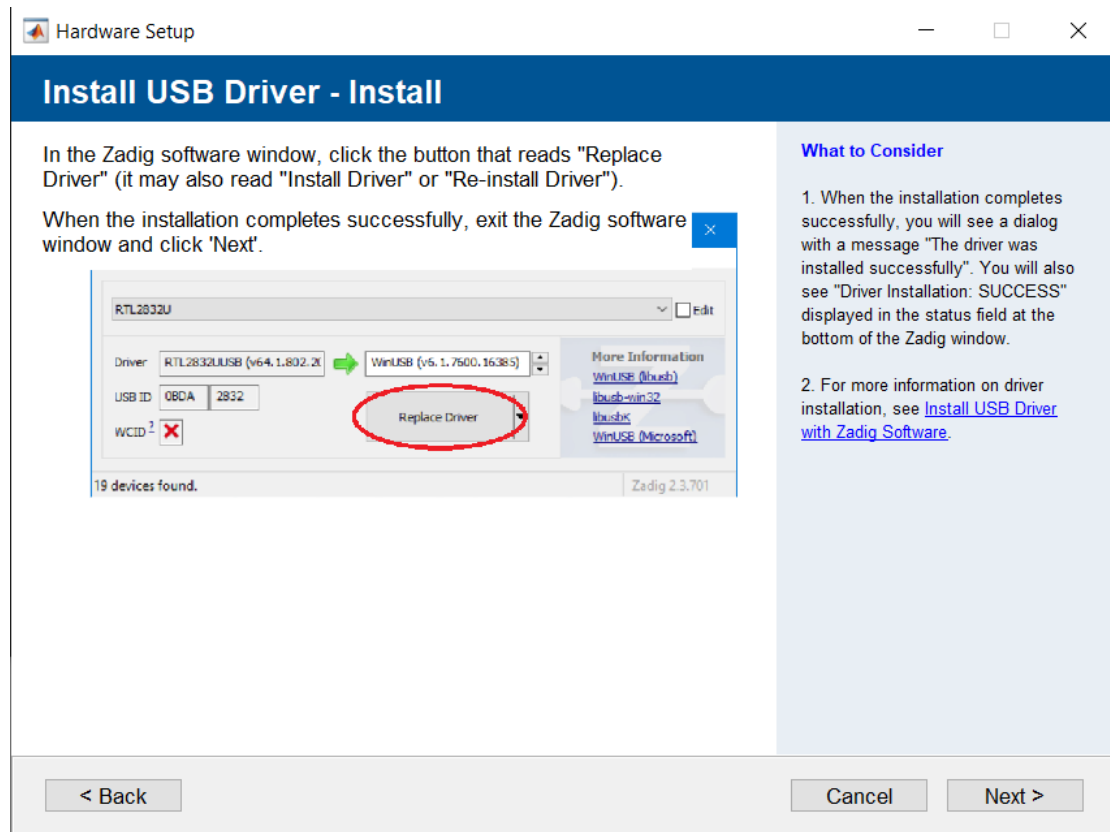 Hardware Setup
Install USB Driver - Install
In the Zadig software window, click the button that reads "Replace
Driver" (it may also read "Install Driver" or "Re-install Driver").
When the installation completes successfully, exit the Zadig software
window and click 'Next'.
RTL2832U
Edit
Driver RTL2832UUSB (v64.1.802.20 WinUSB (v6.1.7600.16385)
USB ID 0BDA 2832
WCID ?
Replace Driver
More Information
WinUSB (libusb)
libusb-win32
libusbK
WinUSB (Microsoft)
19 devices found.
Zadig 2.3.701
What to Consider
1. When the installation completes
successfully, you will see a dialog
with a message "The driver was
installed successfully". You will also
see "Driver Installation: SUCCESS"
displayed in the status field at the
bottom of the Zadig window.
2. For more information on driver
installation, see Install USB Driver
with Zadig Software.
< Back
Cancel
Next >